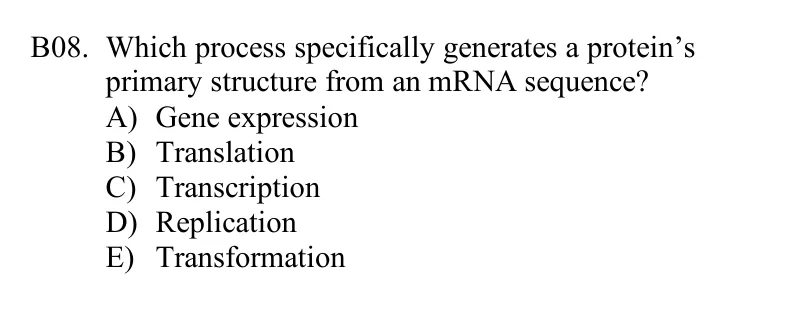 B08. Which process specifically generates a protein’s
primary structure from an mRNA sequence?
A) Gene expression
B) Translation
C) Transcription
D) Replication
E) Transformation